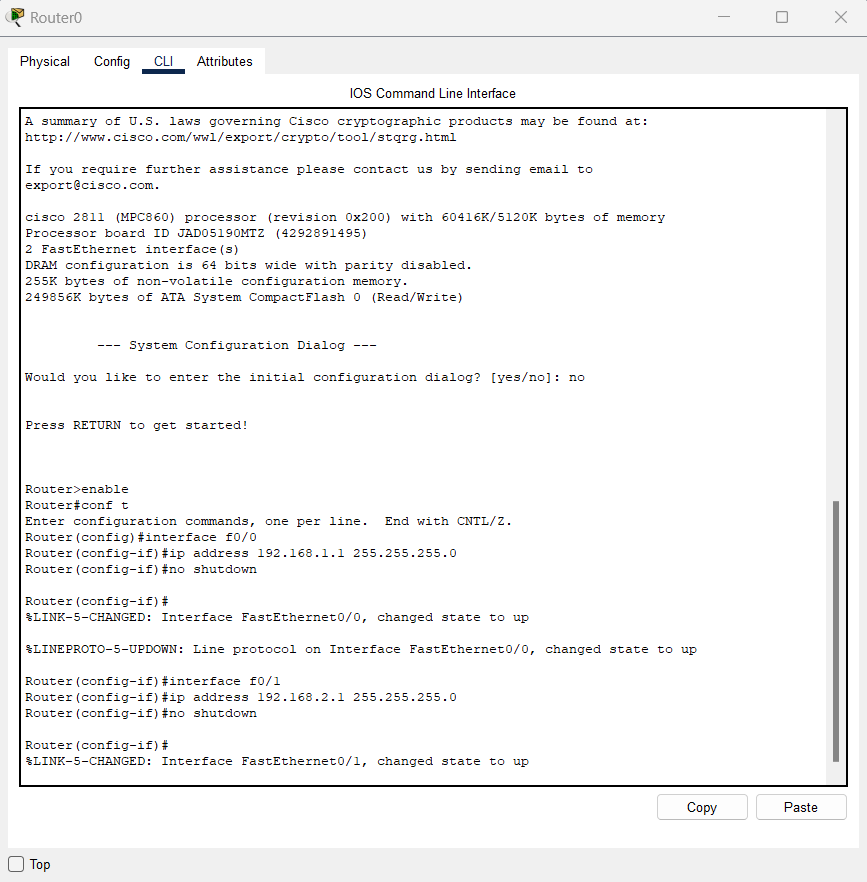 Router0
Physical Config CLI Attributes
IOS Command Line Interface
A summary of U.S. laws governing Cisco cryptographic products may be found at:
http://www.cisco.com/wwl/export/crypto/tool/stqrg.html
If you require further assistance please contact us by sending email to
export@cisco.com.
cisco 2811 (MPC860) processor (revision 0x200) with 60416K/5120K bytes of memory
Processor board ID JAD05190MTZ (4292891495)
2 FastEthernet interface(s)
DRAM configuration is 64 bits wide with parity disabled.
255K bytes of non-volatile configuration memory.
249856K bytes of ATA System CompactFlash 0 (Read/Write)
--- System Configuration Dialog ---
Would you like to enter the initial configuration dialog? [yes/no]: no
Press RETURN to get started!
Router>enable
Router#conf t
Enter configuration commands, one per line.  End with CNTL/Z.
Router(config)#interface f0/0
Router(config-if)#ip address 192.168.1.1 255.255.255.0
Router(config-if)#no shutdown
Router(config-if)#
%LINK-5-CHANGED: Interface FastEthernet0/0, changed state to up
%LINEPROTO-5-UPDOWN: Line protocol on Interface FastEthernet0/0, changed state to up
Router(config-if)#interface f0/1
Router(config-if)#ip address 192.168.2.1 255.255.255.0
Router(config-if)#no shutdown
Router(config-if)#
%LINK-5-CHANGED: Interface FastEthernet0/1, changed state to up
Copy Paste
Top